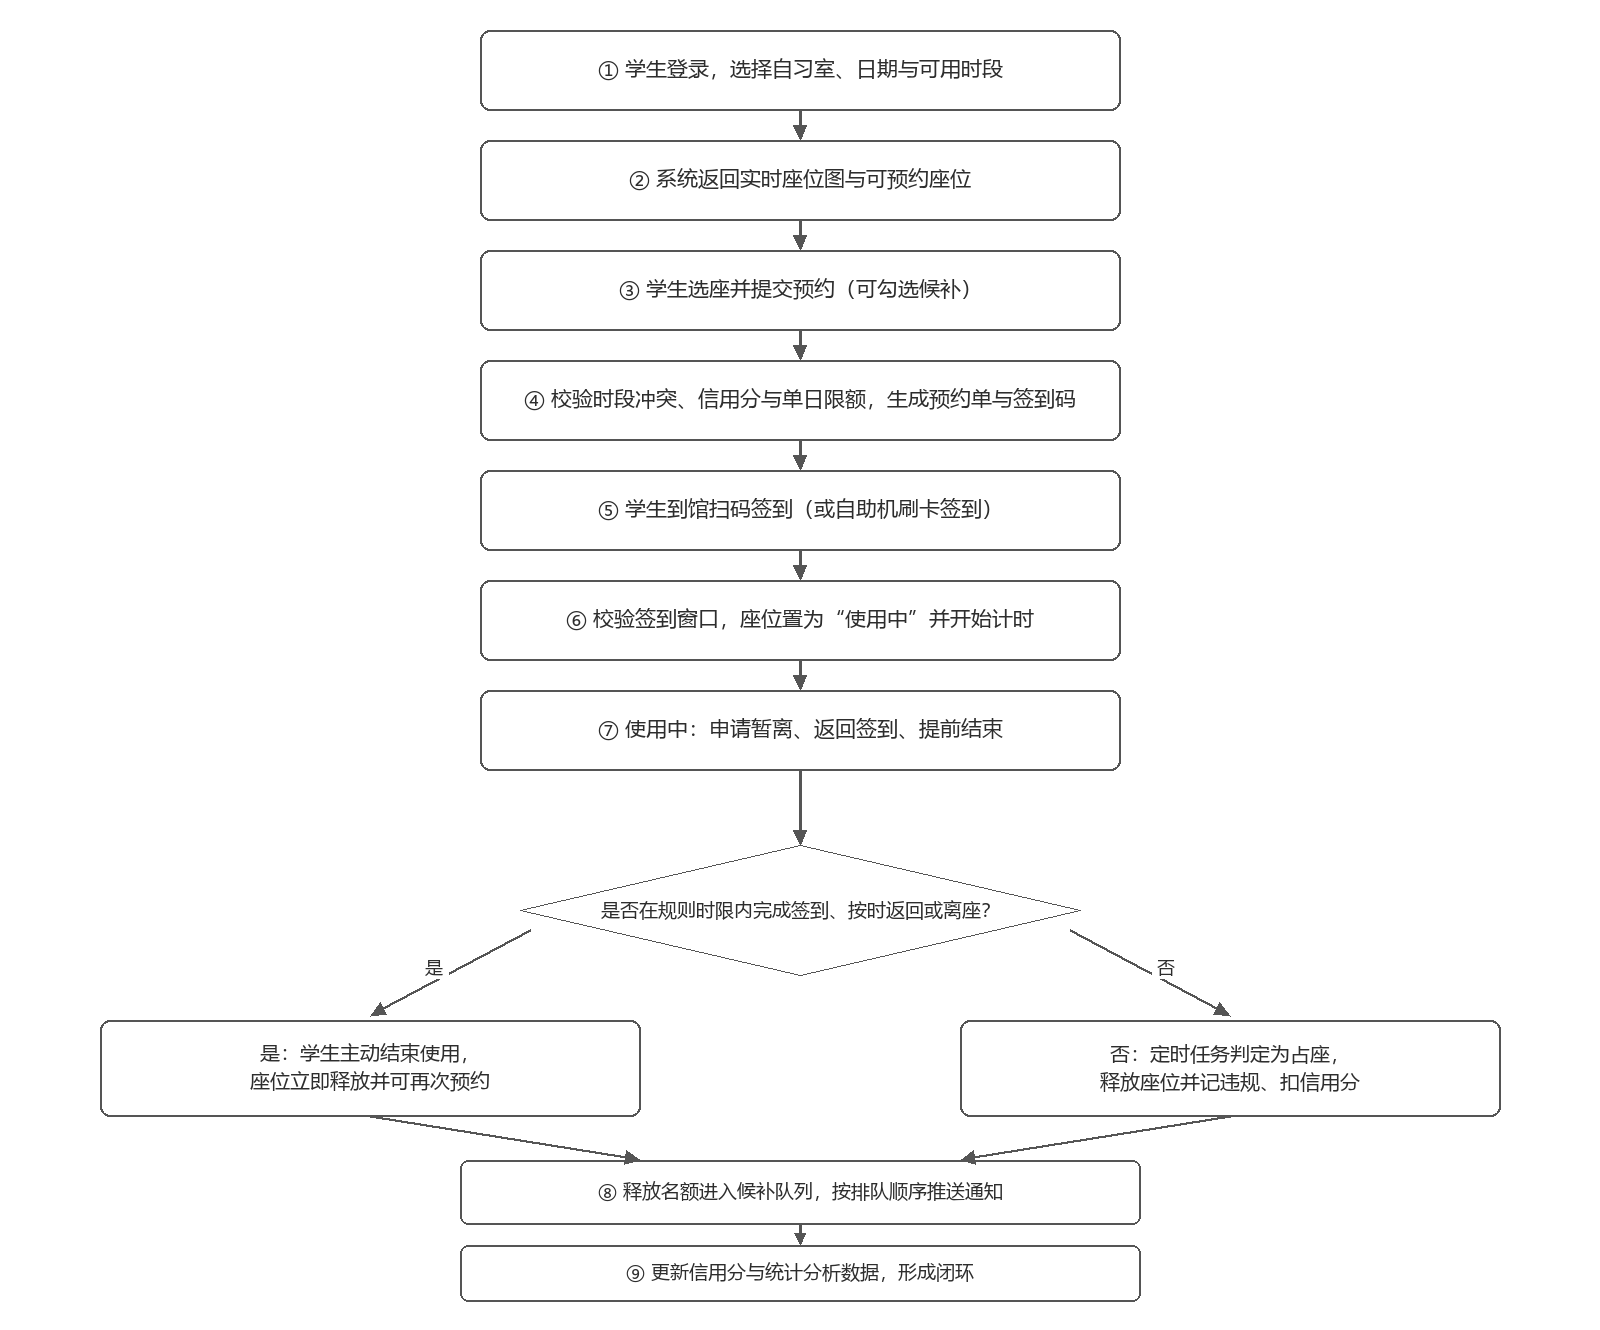 ① 学生登录，选择自习室、日期与可用时段
② 系统返回实时座位图与可预约座位
③ 学生选座并提交预约（可勾选候补）
④ 校验时段冲突、信用分与单日限额，生成预约单与签到码
⑤ 学生到馆扫码签到（或自助机刷卡签到）
⑥ 校验签到窗口，座位置为“使用中”并开始计时
⑦ 使用中：申请暂离、返回签到、提前结束
是否在规则时限内完成签到、按时返回或离座？
是
否
是：学生主动结束使用，
座位立即释放并可再次预约
否：定时任务判定为占座，
释放座位并记违规、扣信用分
⑧ 释放名额进入候补队列，按排队顺序推送通知
⑨ 更新信用分与统计分析数据，形成闭环